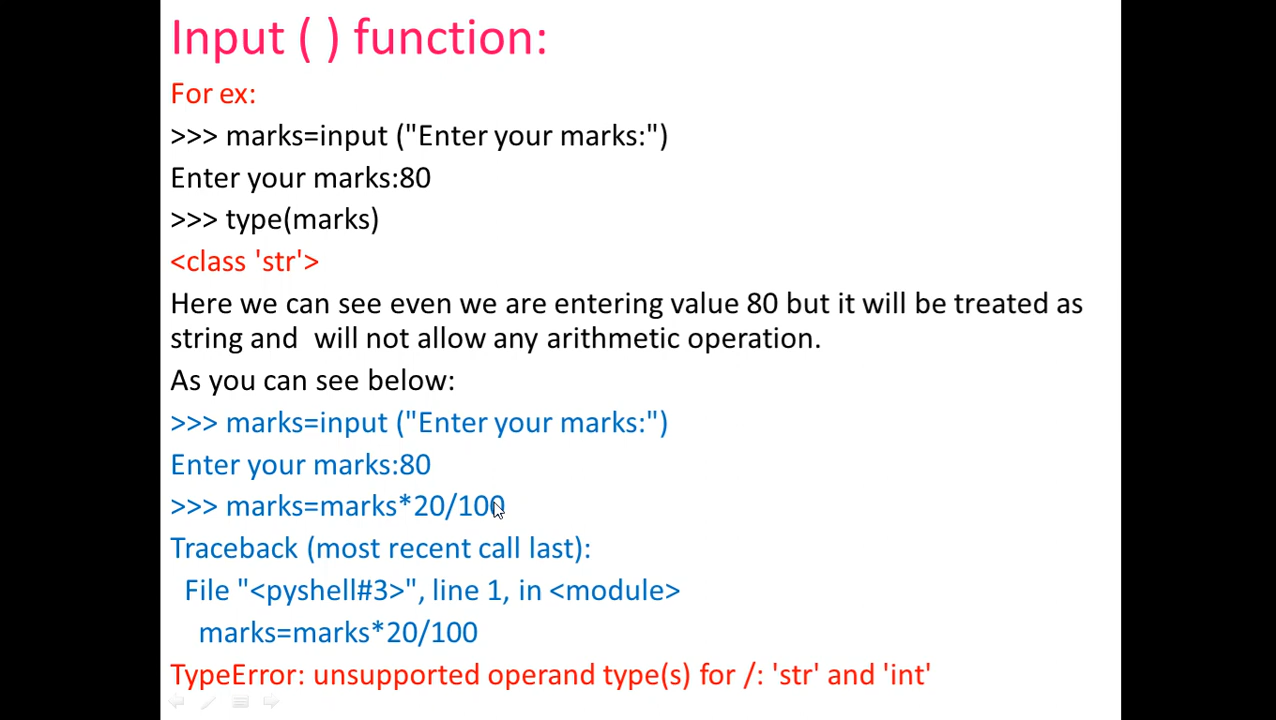 Input ( ) function:
For ex:
>>> marks=input ("Enter your marks:")
Enter your marks:80
>>> type(marks)
<class 'str'>
Here we can see even we are entering value 80 but it will be treated as
string and  will not allow any arithmetic operation.
As you can see below:
>>> marks=input ("Enter your marks:")
Enter your marks:80
>>> marks=marks*20/100
Traceback (most recent call last):
  File "<pyshell#3>", line 1, in <module>
    marks=marks*20/100
TypeError: unsupported operand type(s) for /: 'str' and 'int'